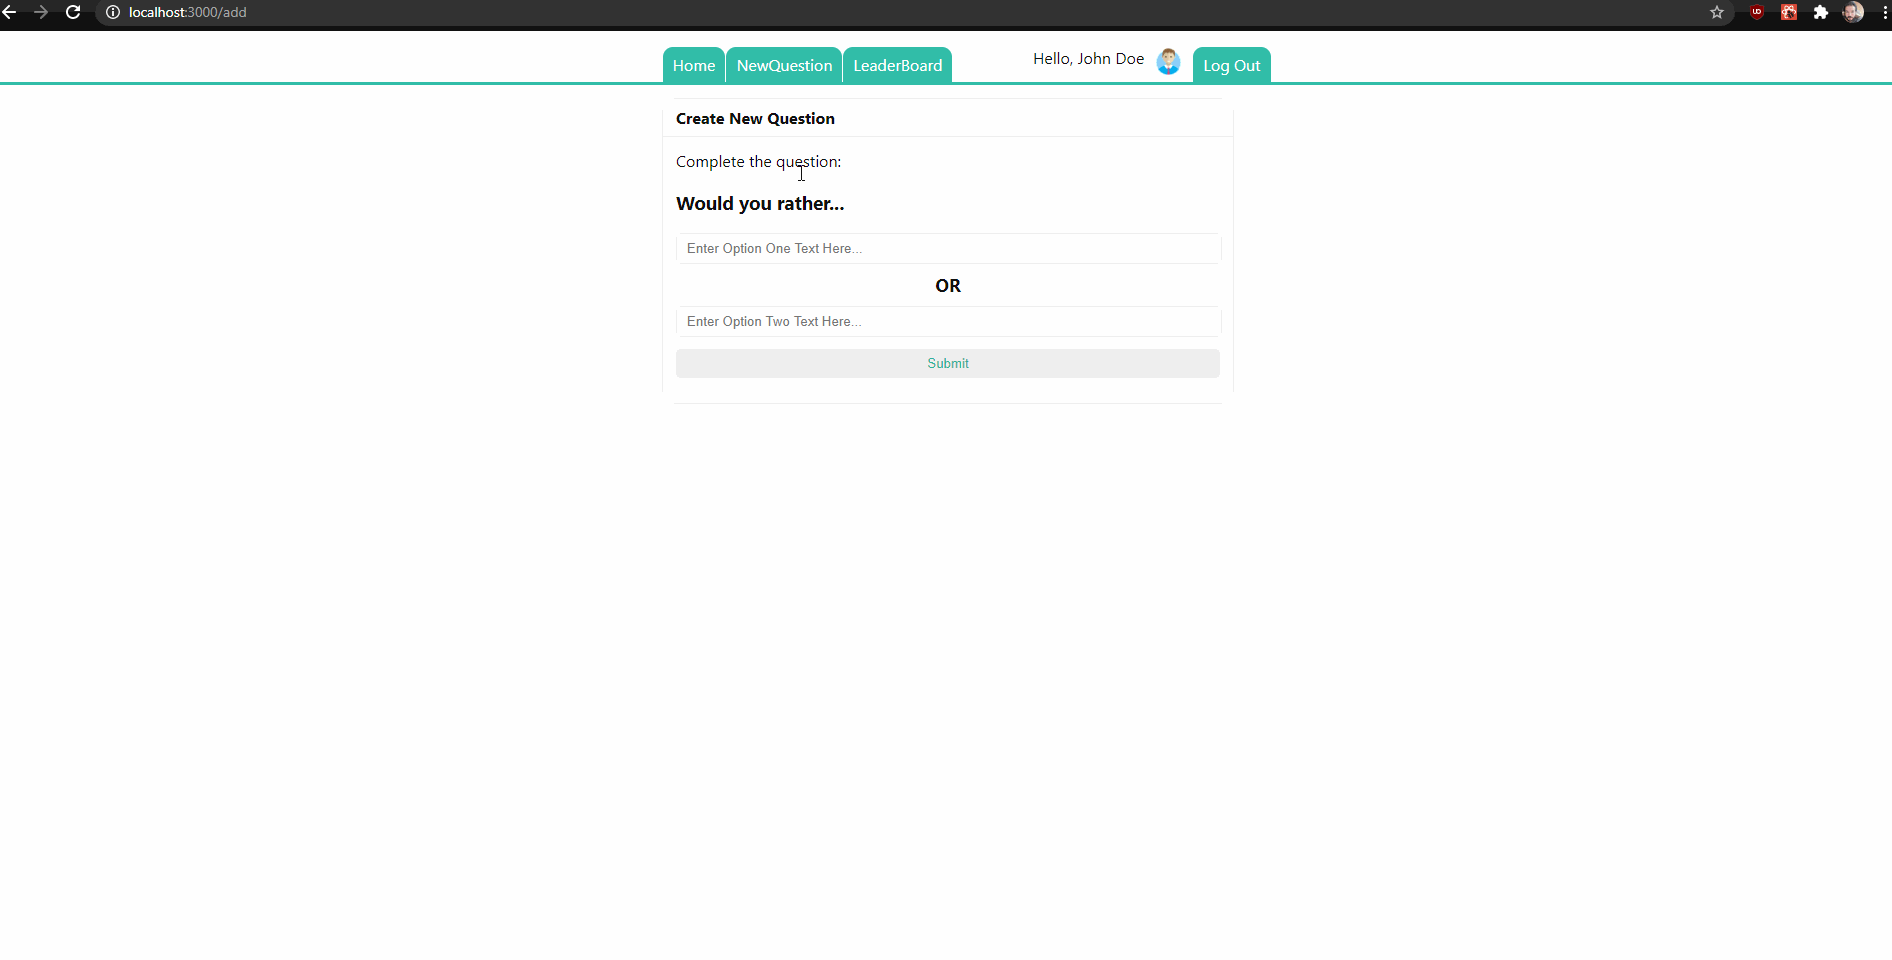 localhost:3000/add
Home NewQuestion LeaderBoard Hello, John Doe Log Out
Create New Question
Complete the question:
Would you rather...
Enter Option One Text Here...
OR
Enter Option Two Text Here...
Submit